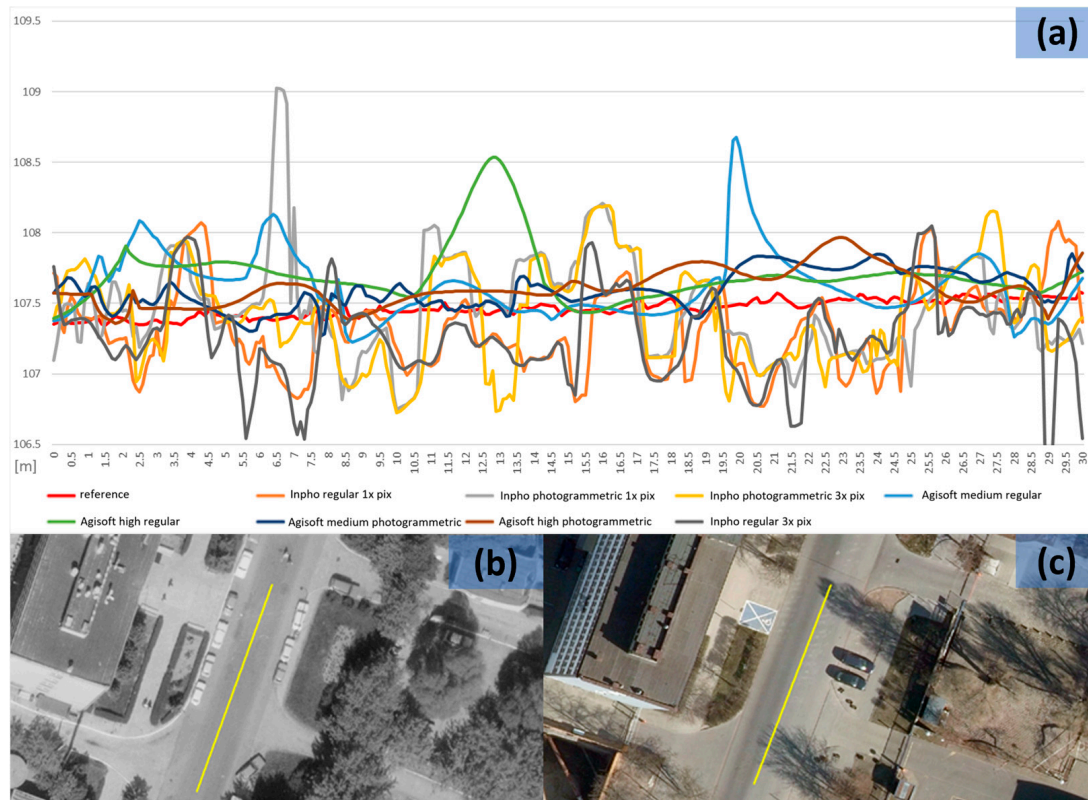 (a)
109.5
109
108.5
108
107.5
107
106.5
[m]
0 0.5 1 1.5 2 2.5 3 3.5 4 4.5 5 5.5 6 6.5 7 7.5 8 8.5 9 9.5 10 10.5 11 11.5 12 12.5 13 13.5 14 14.5 15 15.5 16 16.5 17 17.5 18 18.5 19 19.5 20 20.5 21 21.5 22 22.5 23 23.5 24 24.5 25 25.5 26 26.5 27 27.5 28 28.5 29 29.5 30
reference Inpho regular 1x pix Inpho photogrammetric 1x pix Inpho photogrammetric 3x pix Agisoft medium regular
Agisoft high regular Agisoft medium photogrammetric Agisoft high photogrammetric Inpho regular 3x pix
(b) (c)